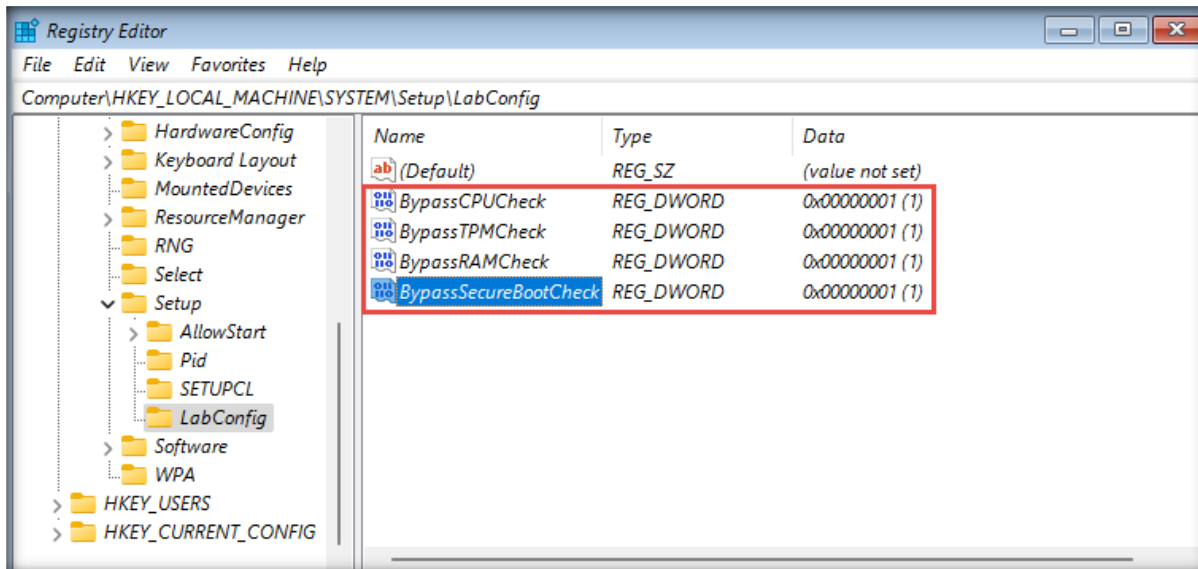 Registry Editor
File Edit View Favorites Help
Computer\HKEY_LOCAL_MACHINE\SYSTEM\Setup\LabConfig
HardwareConfig
Keyboard Layout
MountedDevices
ResourceManager
RNG
Select
Setup
AllowStart
Pid
SETUPCL
LabConfig
Software
WPA
HKEY_USERS
HKEY_CURRENT_CONFIG
Name Type Data
ab (Default) REG_SZ (value not set)
BypassCPUCheck REG_DWORD 0x00000001 (1)
BypassTPMCheck REG_DWORD 0x00000001 (1)
BypassRAMCheck REG_DWORD 0x00000001 (1)
BypassSecureBootCheck REG_DWORD 0x00000001 (1)